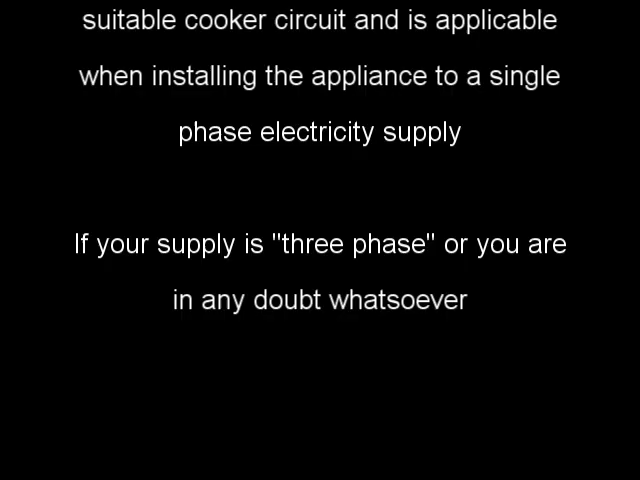 suitable cooker circuit and is applicable
when installing the appliance to a single
phase electricity supply
If your supply is "three phase" or you are
in any doubt whatsoever